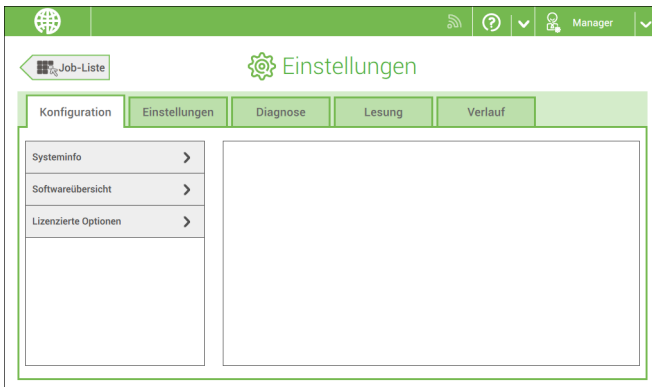 Manager
Job-Liste
Einstellungen
Konfiguration Einstellungen Diagnose Lesung Verlauf
Systeminfo
Softwareübersicht
Lizenzierte Optionen